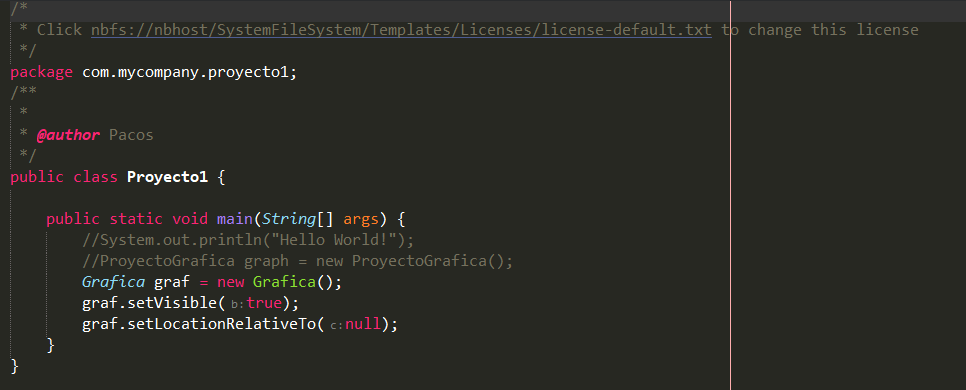 /*
 * Click nbfs://nbhost/SystemFileSystem/Templates/Licenses/license-default.txt to change this license
 */
package com.mycompany.proyecto1;
/**
 *
 * @author Pacos
 */
public class Proyecto1 {
    public static void main(String[] args) {
        //System.out.println("Hello World!");
        //ProyectoGrafica graph = new ProyectoGrafica();
        Grafica graf = new Grafica();
        graf.setVisible( b:true);
        graf.setLocationRelativeTo( c:null);
    }
}